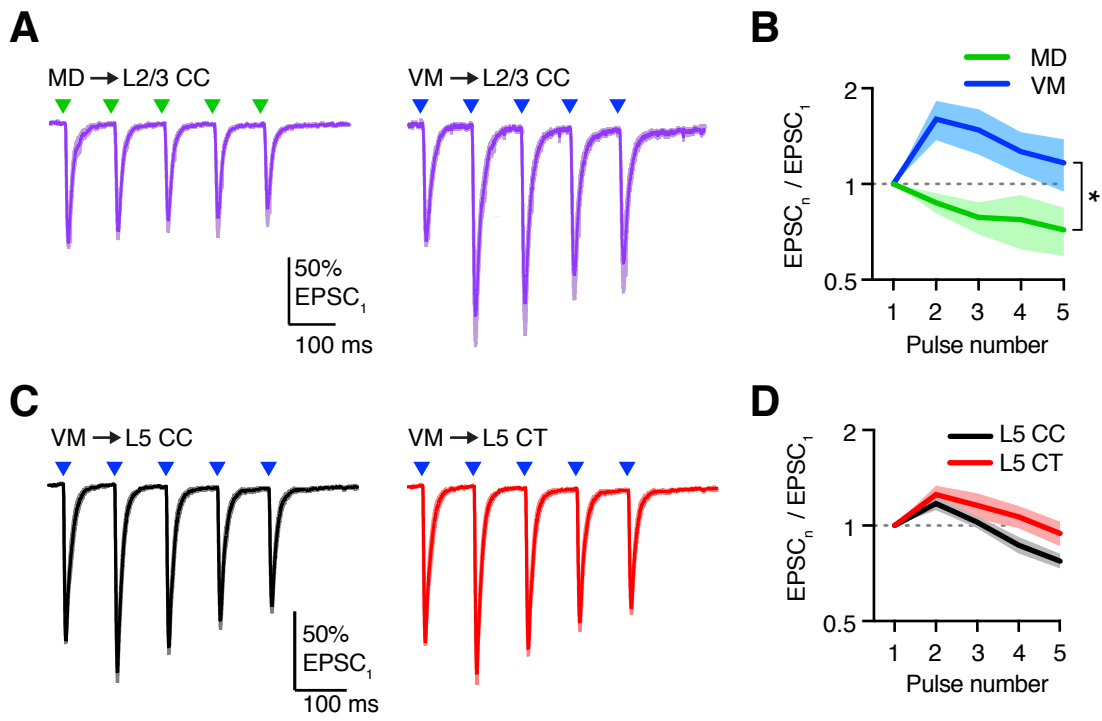 A
MD → L2/3 CC
VM → L2/3 CC
50%
EPSC₁
100 ms
B
MD
VM
EPSCₙ / EPSC₁
2
1
0.5
*
1 2 3 4 5
Pulse number
C
VM → L5 CC
VM → L5 CT
50%
EPSC₁
100 ms
D
L5 CC
L5 CT
EPSCₙ / EPSC₁
2
1
0.5
1 2 3 4 5
Pulse number